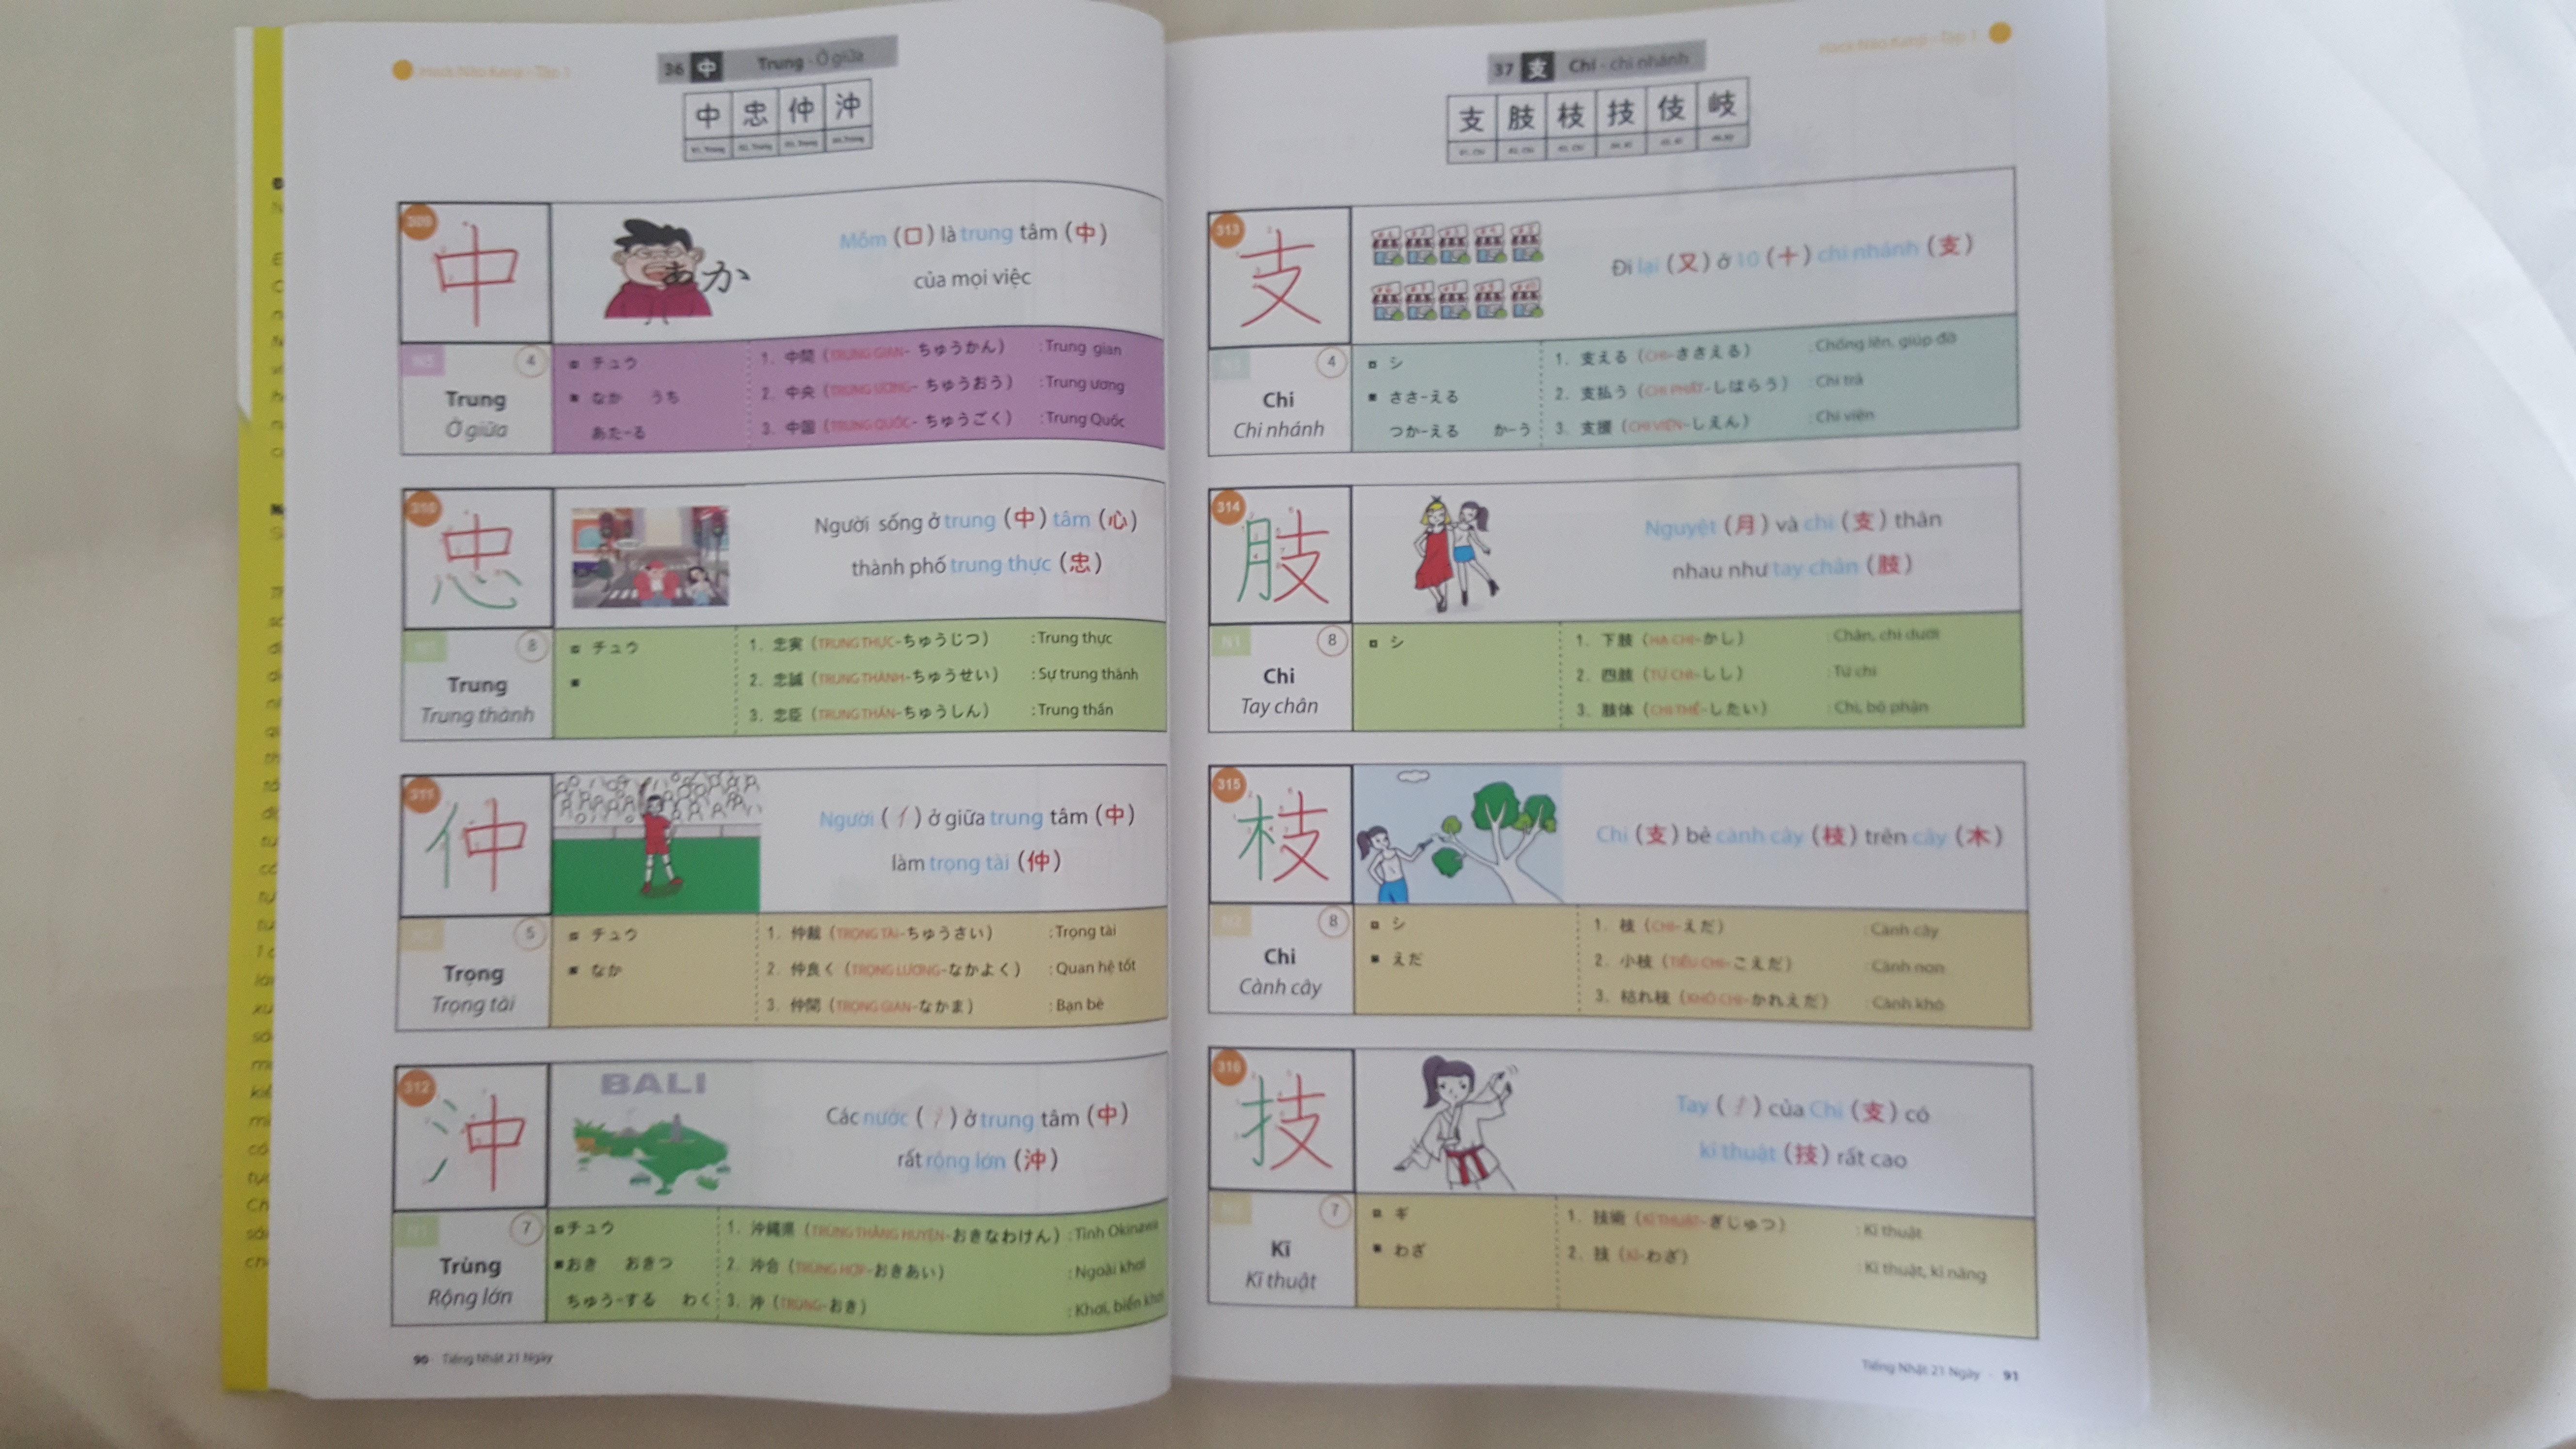 36 中 Trung - Ở giữa
中 忠 仲 沖
309
中
Mồm (口) là trung tâm (中)
của mọi việc
Trung
Ở giữa
4
チュウ
なか うち
あた-る
1. 中間 (TRUNG GIAN- ちゅうかん) : Trung gian
2. 中央 (TRUNG ƯƠNG- ちゅうおう) : Trung ương
3. 中国 (TRUNG QUỐC- ちゅうごく) : Trung Quốc
310
忠
Người sống ở trung (中) tâm (心)
thành phố trung thực (忠)
Trung
Trung thành
8
チュウ
1. 忠実 (TRUNG THỰC-ちゅうじつ) : Trung thực
2. 忠誠 (TRUNG THÀNH-ちゅうせい) : Sự trung thành
3. 忠臣 (TRUNG THẦN-ちゅうしん) : Trung thần
311
仲
Người (亻) ở giữa trung tâm (中)
làm trọng tài (仲)
Trọng
Trọng tài
5
チュウ
なか
1. 仲裁 (TRỌNG TÀI-ちゅうさい) : Trọng tài
2. 仲良く (TRỌNG LƯƠNG-なかよく) : Quan hệ tốt
3. 仲間 (TRỌNG GIAN-なかま) : Bạn bè
312
沖
BALI
Các nước (氵) ở trung tâm (中)
rất rộng lớn (沖)
Trùng
Rộng lớn
7
チュウ
おき おきつ
ちゅう-する わく
1. 沖縄県 (TRÙNG THẰNG HUYỆN-おきなわけん) : Tỉnh Okinawa
2. 沖合 (TRÙNG HỢP-おきあい) : Ngoài khơi
3. 沖 (TRÙNG-おき) : Khơi, biển khơi
90 · Tiếng Nhật 21 Ngày
37 支 Chi - chi nhánh
支 肢 枝 技 伎 岐
313
支
Đi lại (又) ở 10 (十) chi nhánh (支)
Chi
Chi nhánh
4
シ
ささ-える
つか-える か-う
1. 支える (CHI-ささえる) : Chống lên, giúp đỡ
2. 支払う (CHI PHẤT-しはらう) : Chi trả
3. 支援 (CHI VIỆN-しえん) : Chi viện
314
肢
Nguyệt (月) và chi (支) thân
nhau như tay chân (肢)
N1
Chi
Tay chân
8
シ
1. 下肢 (HẠ CHI-かし) : Chân, chi dưới
2. 四肢 (TỨ CHI-しし) : Tứ chi
3. 肢体 (CHI THỂ-したい) : Chi, bộ phận
315
枝
Chi (支) bẻ cành cây (枝) trên cây (木)
Chi
Cành cây
8
シ
えだ
1. 枝 (CHI-えだ) : Cành cây
2. 小枝 (TIỂU CHI-こえだ) : Cành non
3. 枯れ枝 (KHÔ CHI-かれえだ) : Cành khô
316
技
Tay (扌) của Chi (支) có
kĩ thuật (技) rất cao
Kĩ
Kĩ thuật
7
ギ
わざ
1. 技術 (KĨ THUẬT-ぎじゅつ) : Kĩ thuật
2. 技 (KĨ-わざ) : Kĩ thuật, kĩ năng
Tiếng Nhật 21 Ngày · 91